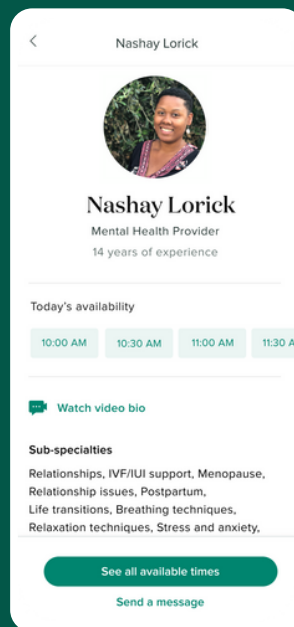 Nashay Lorick
Nashay Lorick
Mental Health Provider
14 years of experience
Today's availability
10:00 AM 10:30 AM 11:00 AM 11:30 A
Watch video bio
Sub-specialties
Relationships, IVF/IUI support, Menopause,
Relationship issues, Postpartum,
Life transitions, Breathing techniques,
Relaxation techniques, Stress and anxiety,
See all available times
Send a message